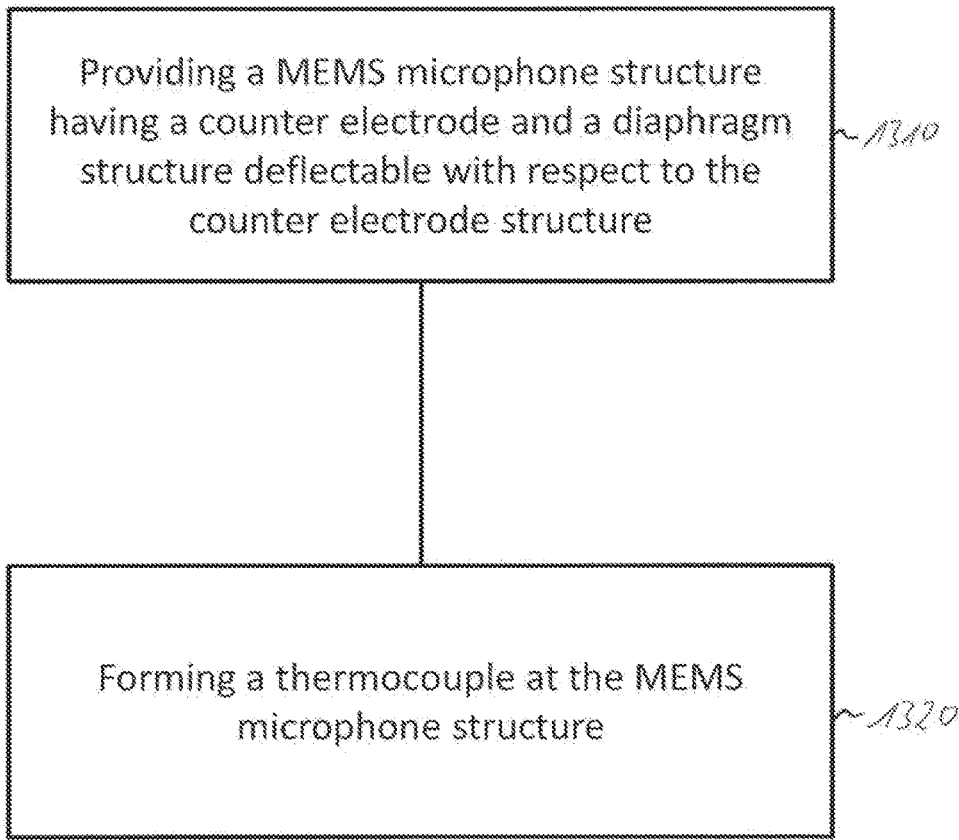 Providing a MEMS microphone structure
having a counter electrode and a diaphragm
structure deflectable with respect to the
counter electrode structure
1310
Forming a thermocouple at the MEMS
microphone structure
1320